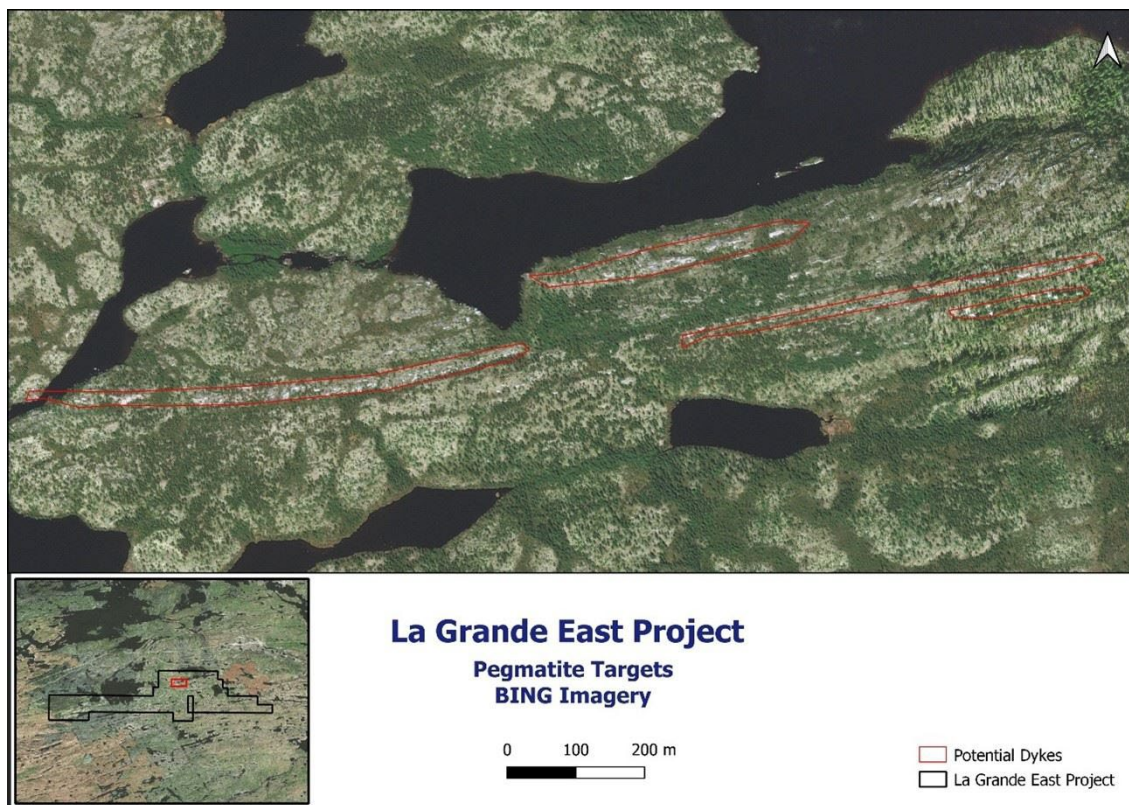 La Grande East Project
Pegmatite Targets
BING Imagery
0 100 200 m
Potential Dykes
La Grande East Project